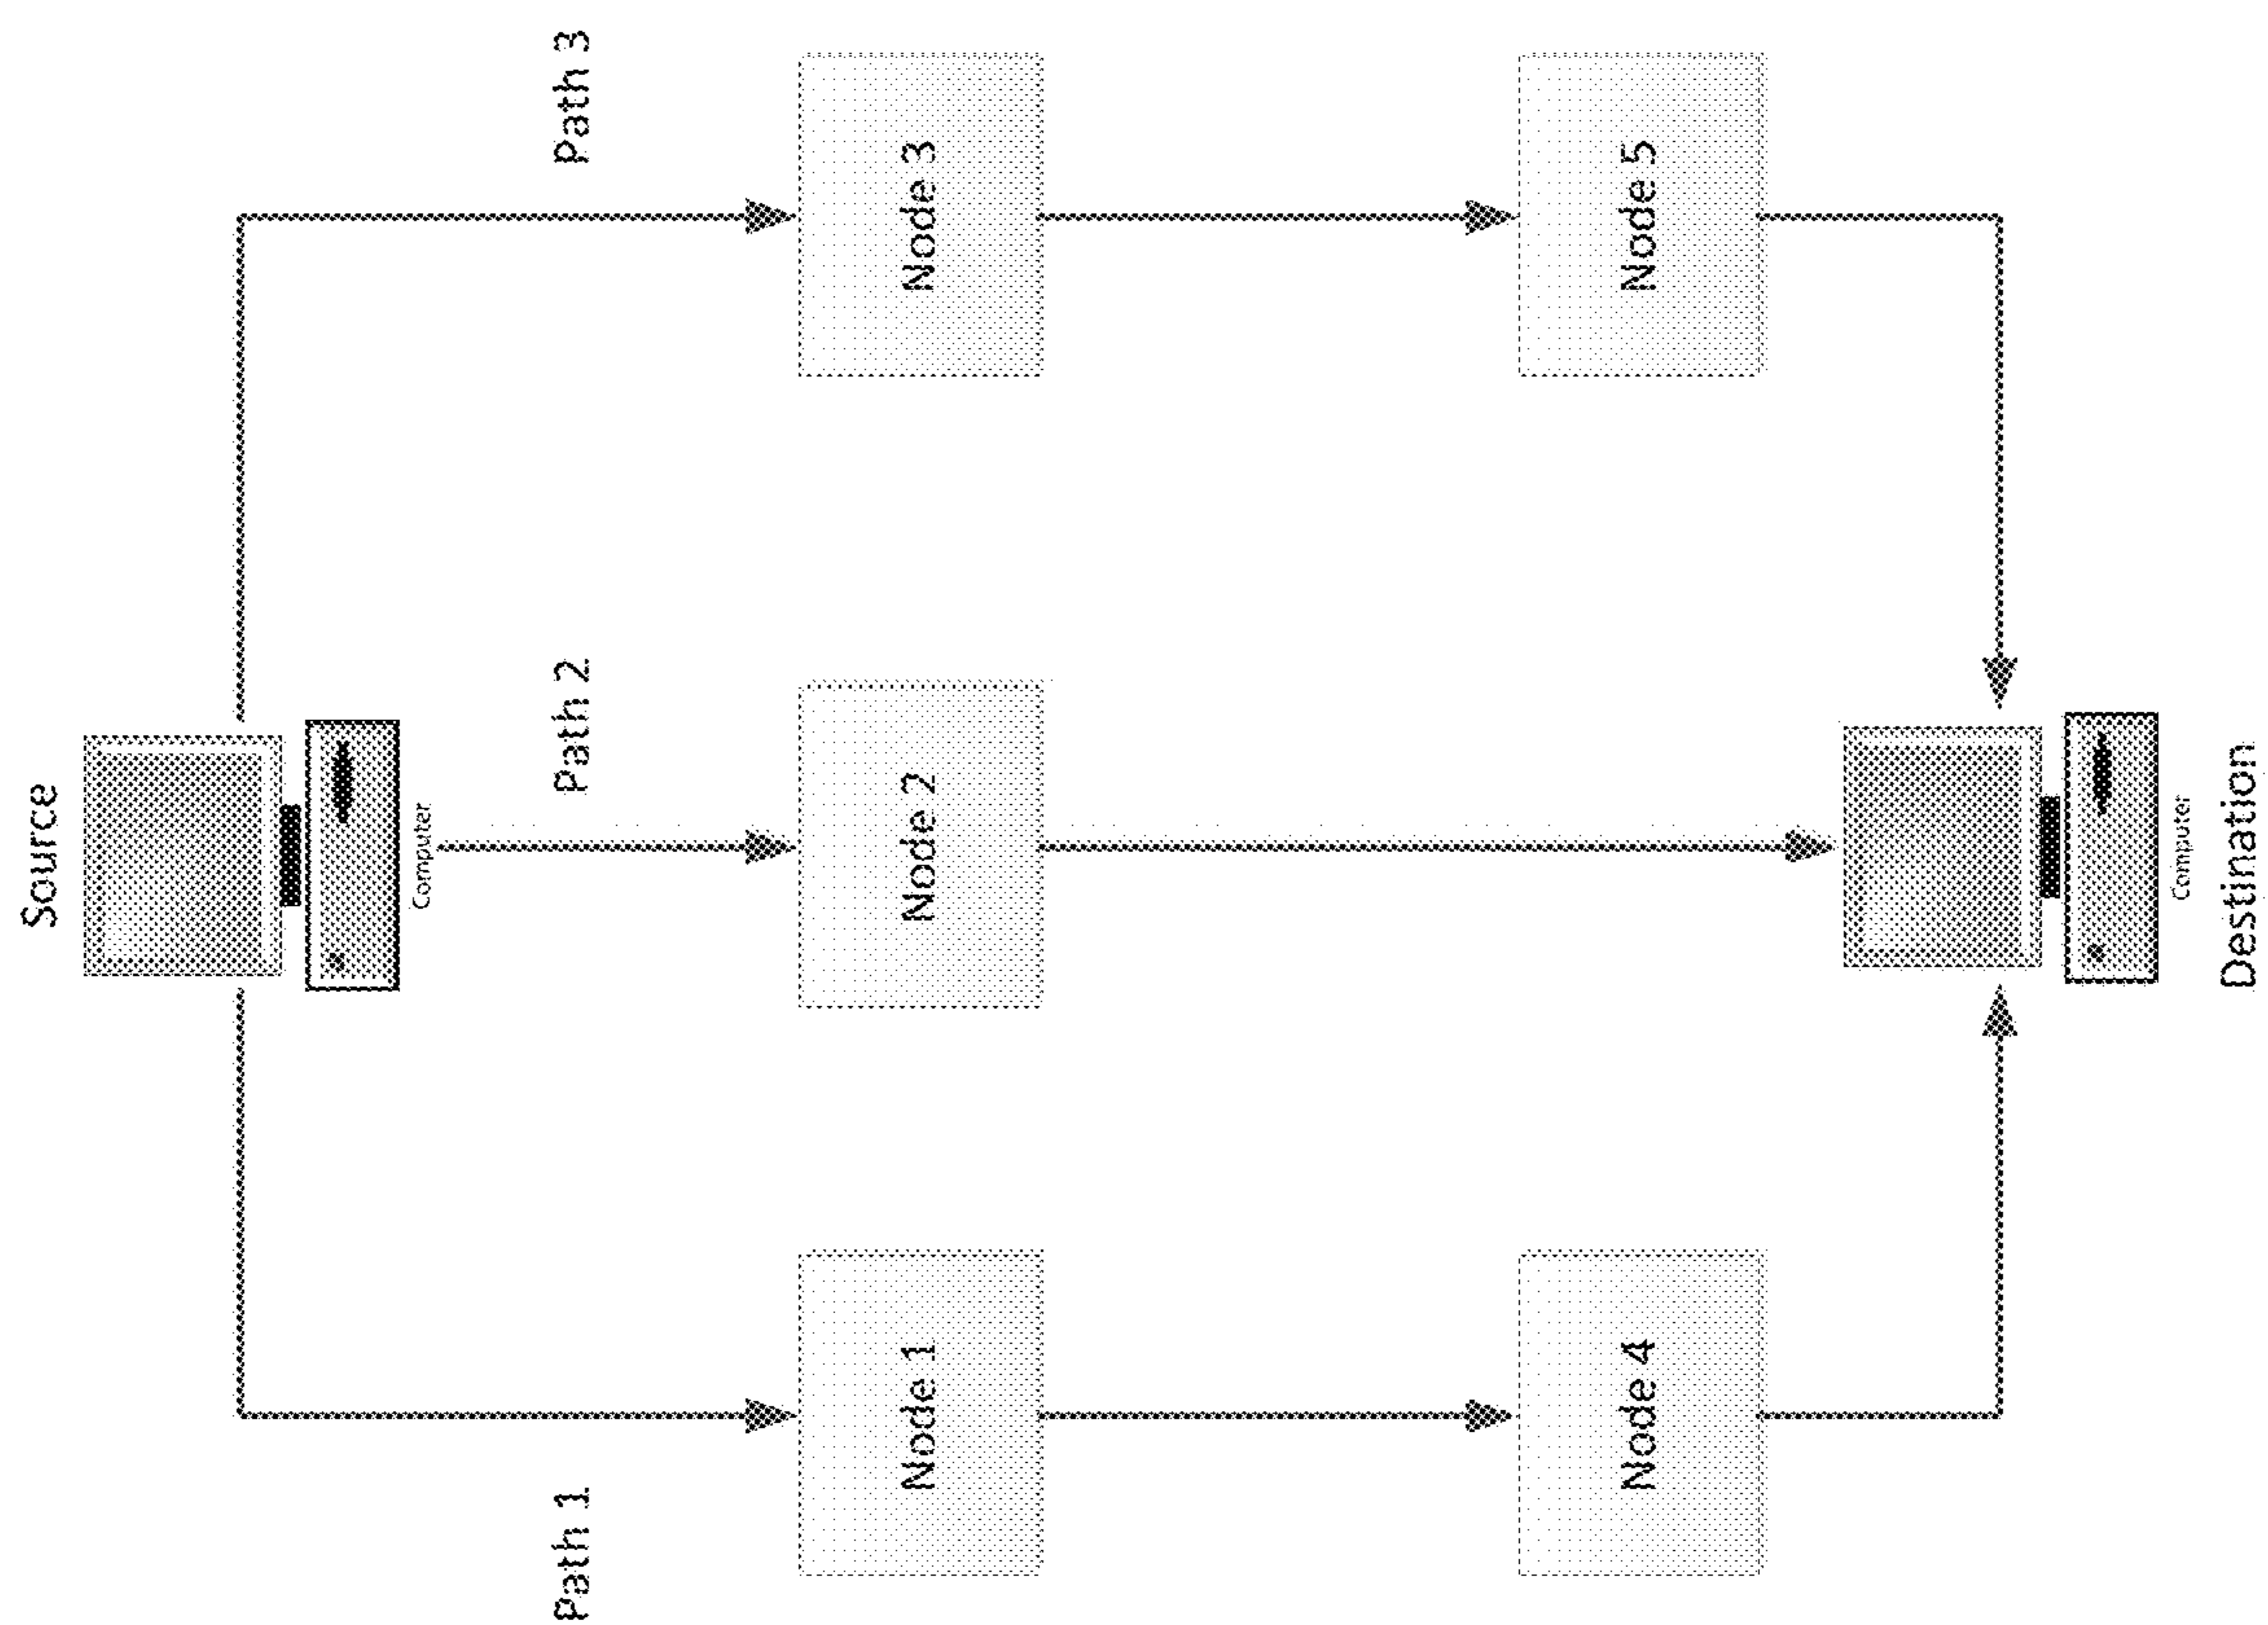 Source
Computer
Path 1
Path 2
Path 3
Node 1
Node 2
Node 3
Node 4
Node 5
Computer
Destination